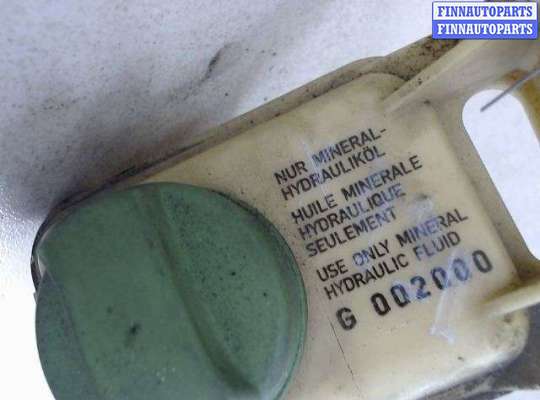 FINNAUTOPARTS
FINNAUTOPARTS
NUR MINERAL-
HYDRAULIKÖL
HUILE MINERALE
HYDRAULIQUE
SEULEMENT
USE ONLY MINERAL
HYDRAULIC FLUID
G 002000